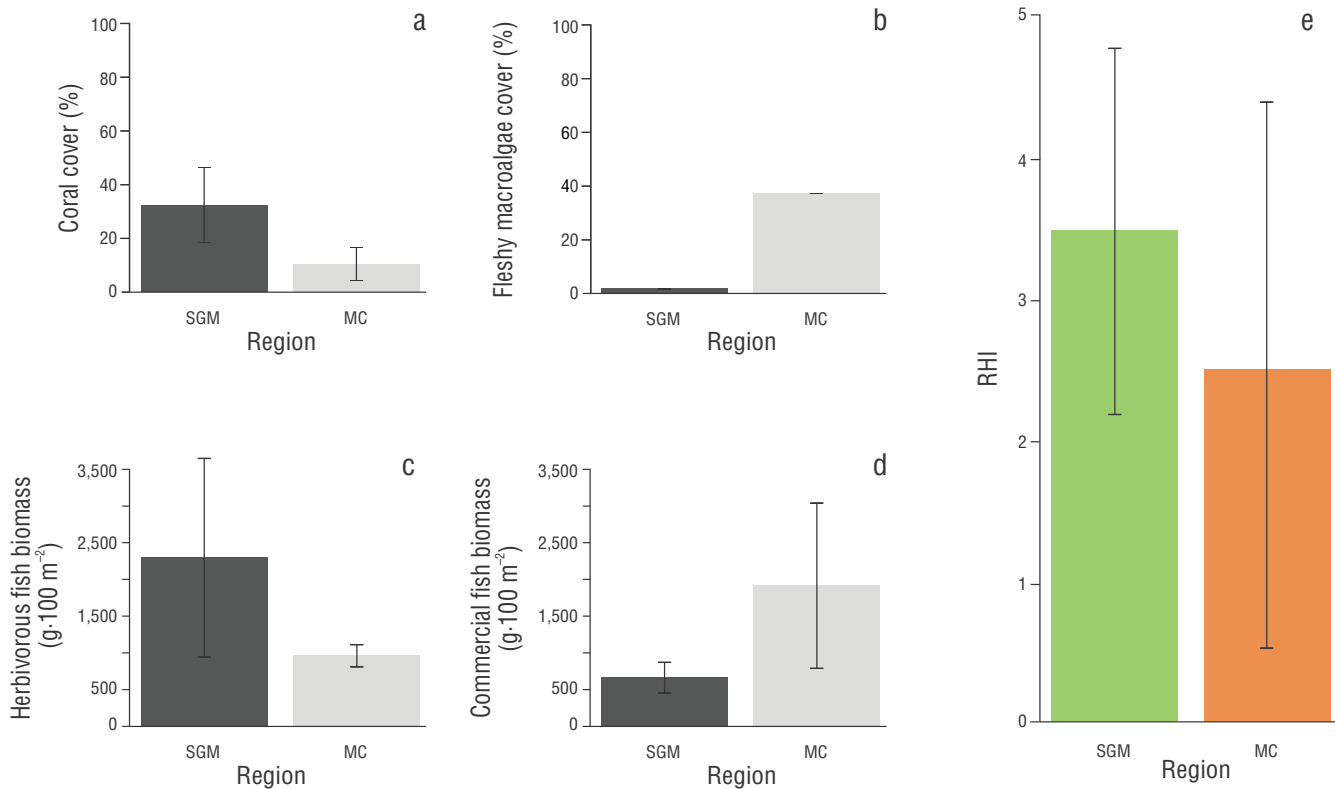 a
Coral cover (%)
100
80
60
40
20
0
SGM MC
Region
b
Fleshy macroalgae cover (%)
100
80
60
40
20
0
SGM MC
Region
c
Herbivorous fish biomass
(g·100 m⁻²)
3,500
2,500
1,500
500
0
SGM MC
Region
d
Commercial fish biomass
(g·100 m⁻²)
3,500
2,500
1,500
500
0
SGM MC
Region
e
RHI
5
4
3
2
1
0
SGM MC
Region